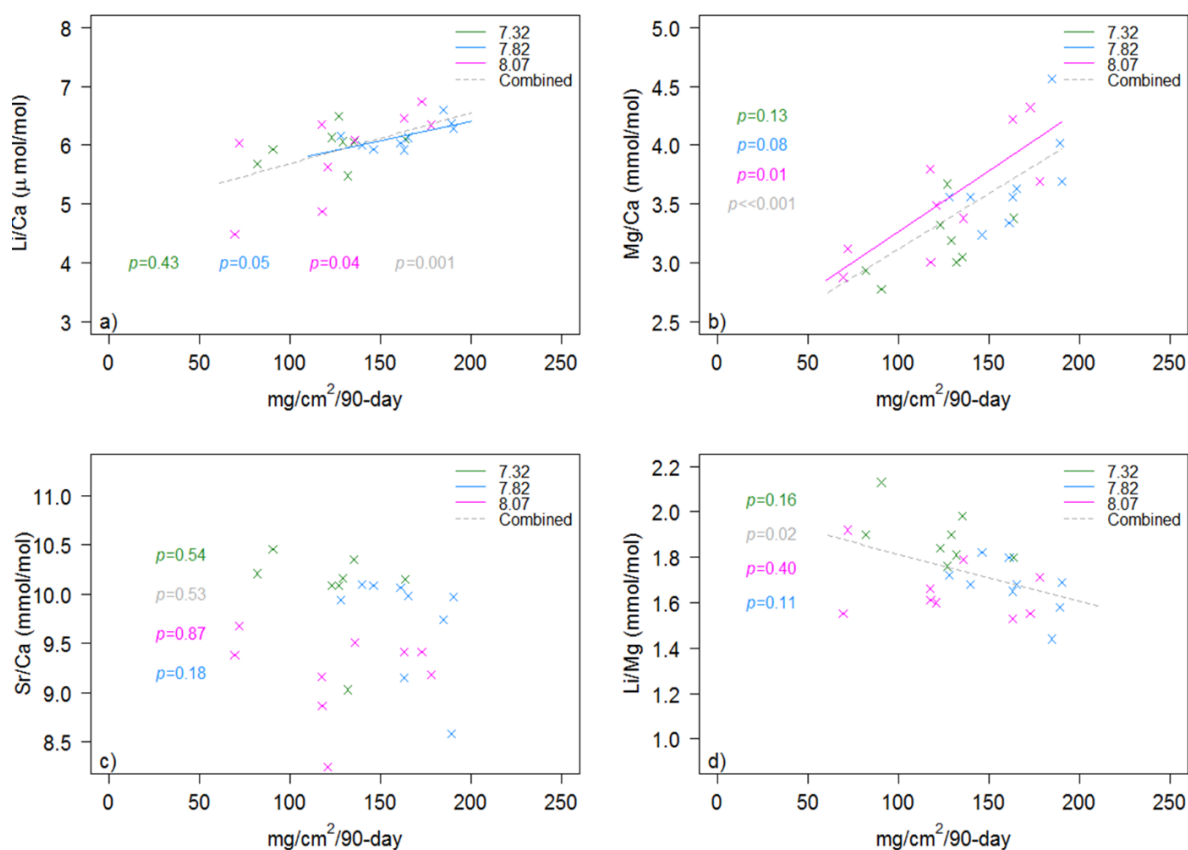 8
7
6
5
4
3
Li/Ca (μ mol/mol)
7.32
7.82
8.07
Combined
p=0.43 p=0.05 p=0.04 p=0.001
a)
0 50 100 150 200 250
mg/cm²/90-day
5.0
4.5
4.0
3.5
3.0
2.5
Mg/Ca (mmol/mol)
7.32
7.82
8.07
Combined
p=0.13
p=0.08
p=0.01
p<<0.001
b)
0 50 100 150 200 250
mg/cm²/90-day
11.0
10.5
10.0
9.5
9.0
8.5
Sr/Ca (mmol/mol)
7.32
7.82
8.07
Combined
p=0.54
p=0.53
p=0.87
p=0.18
c)
0 50 100 150 200 250
mg/cm²/90-day
2.2
2.0
1.8
1.6
1.4
1.2
1.0
Li/Mg (mmol/mol)
7.32
7.82
8.07
Combined
p=0.16
p=0.02
p=0.40
p=0.11
d)
0 50 100 150 200 250
mg/cm²/90-day